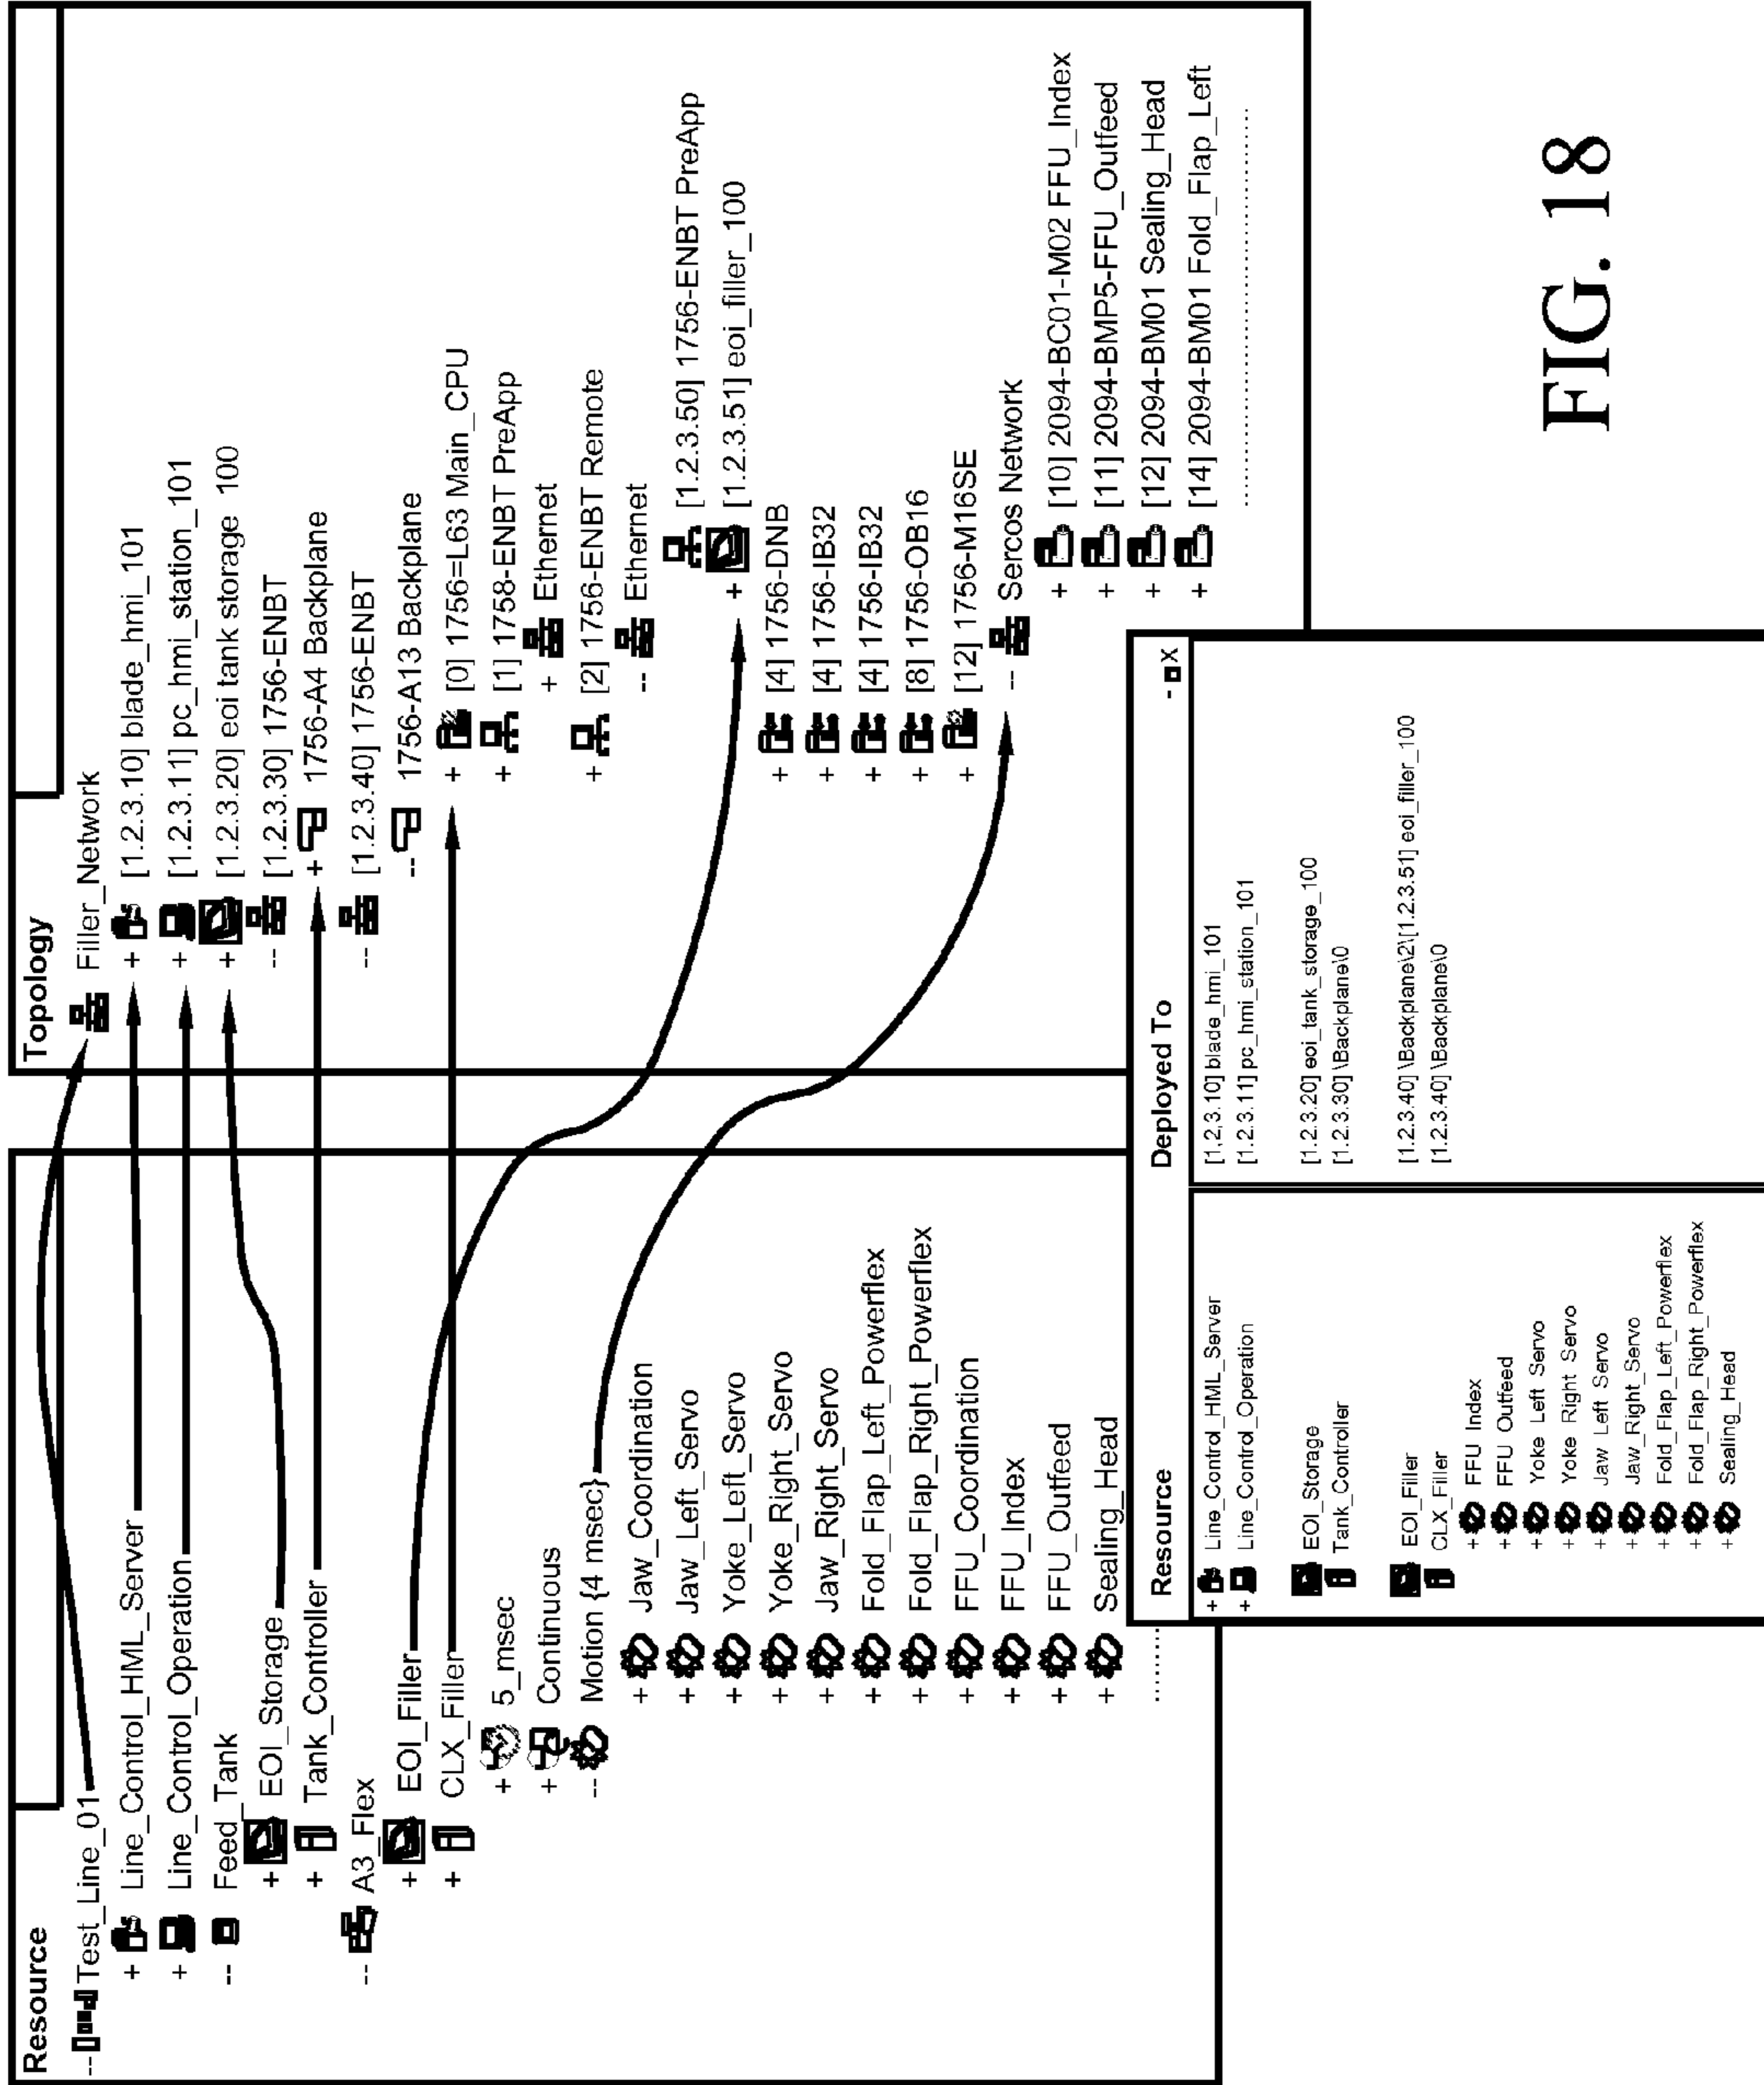 Resource
--Test_Line_01
+ Line_Control_HML_Server
+ Line_Control_Operation
-- Feed_Tank
+ EOI_Storage
+ Tank_Controller
-- A3_Flex
+ EOI_Filler
+ CLX_Filler
+ 5_msec
+ Continuous
-- Motion {4 msec}
+ Jaw_Coordination
+ Jaw_Left_Servo
+ Yoke_Left_Servo
+ Yoke_Right_Servo
+ Jaw_Right_Servo
+ Fold_Flap_Left_Powerflex
+ Fold_Flap_Right_Powerflex
+ FFU_Coordination
+ FFU_Index
+ FFU_Outfeed
+ Sealing_Head
..........
Topology
-- Filler_Network
+ [1.2.3.10] blade_hmi_101
+ [1.2.3.11] pc_hmi_station_101
+ [1.2.3.20] eoi tank storage 100
-- [1.2.3.30] 1756-ENBT
+ 1756-A4 Backplane
-- [1.2.3.40] 1756-ENBT
-- 1756-A13 Backplane
+ [0] 1756=L63 Main_CPU
+ [1] 1758-ENBT PreApp
+ Ethernet
+ [2] 1756-ENBT Remote
-- Ethernet
[1.2.3.50] 1756-ENBT PreApp
+ [1.2.3.51] eoi_filler_100
+ [4] 1756-DNB
+ [4] 1756-IB32
+ [4] 1756-IB32
+ [8] 1756-OB16
+ [12] 1756-M16SE
-- Sercos Network
+ [10] 2094-BC01-M02 FFU_Index
+ [11] 2094-BMP5-FFU_Outfeed
+ [12] 2094-BM01 Sealing_Head
+ [14] 2094-BM01 Fold_Flap_Left
..............................
Resource Deployed To - X
+ Line_Control_HML_Server [1,2,3.10] blade_hmi_101
+ Line_Control_Operation [1.2.3.11] pc_hmi_station_101
EOI_Storage [1.2.3.20] eoi_tank_storage_100
Tank_Controller [1.2.3.30] \Backplane\0
EOI_Filler [1.2.3.40] \Backplane\2\[1.2.3.51] eoi_filler_100
CLX_Filler [1.2.3.40] \Backplane\0
+ FFU Index
+ FFU Outfeed
+ Yoke Left Servo
+ Yoke Right Servo
+ Jaw Left Servo
+ Jaw_Right_Servo
+ Fold_Flap_Left_Powerflex
+ Fold_Flap_Right_Powerflex
+ Sealing_Head
FIG. 18